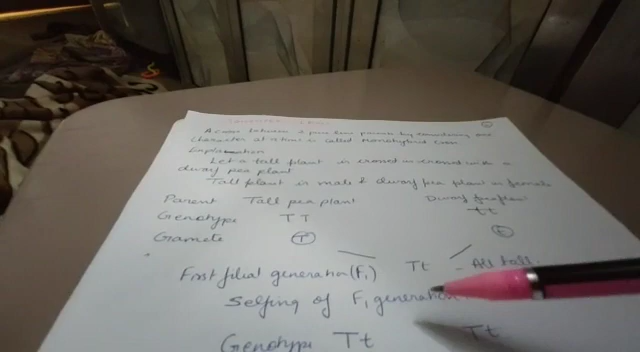 A cross between 2 pure line parents by considering one
character at a time is called Monohybrid cross
Explanation
Let a tall plant is crossed with a
dwarf pea plant
Tall plant is male & dwarf pea plant is female
Parent Tall pea plant Dwarf pea plant
Genotype TT tt
Gamete T t
First filial generation (F1) Tt - All tall.
Selfing of F1 generation
Genotype Tt Tt